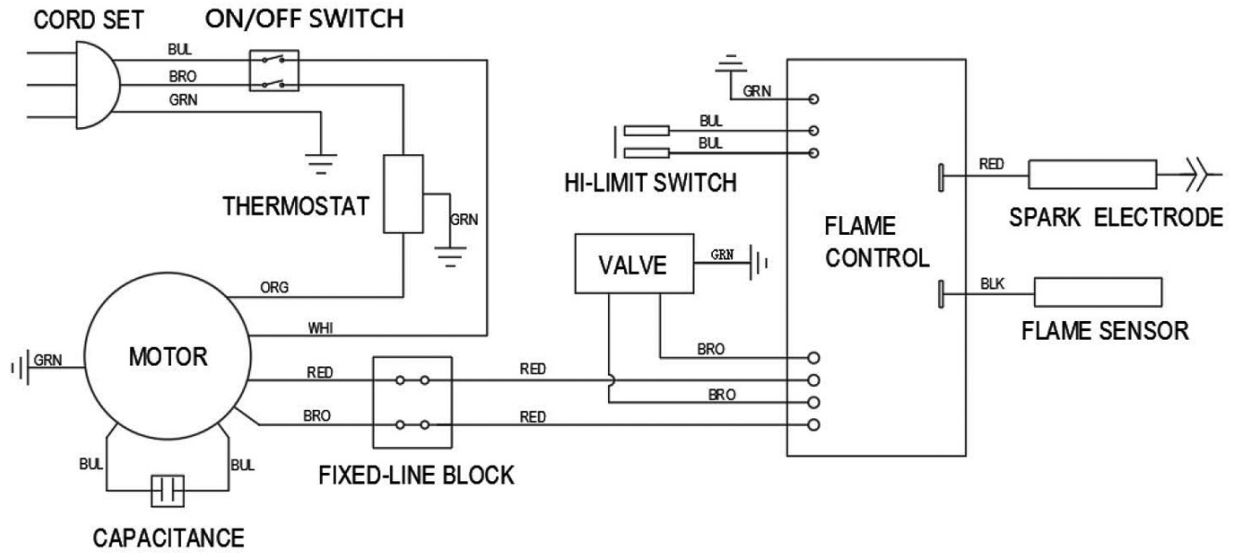 CORD SET
ON/OFF SWITCH
BUL
BRO
GRN
THERMOSTAT
GRN
ORG
WHI
MOTOR
GRN
RED
BRO
BUL
BUL
CAPACITANCE
FIXED-LINE BLOCK
RED
RED
GRN
BUL
BUL
HI-LIMIT SWITCH
VALVE
GRN
BRO
BRO
FLAME
CONTROL
RED
SPARK ELECTRODE
BLK
FLAME SENSOR